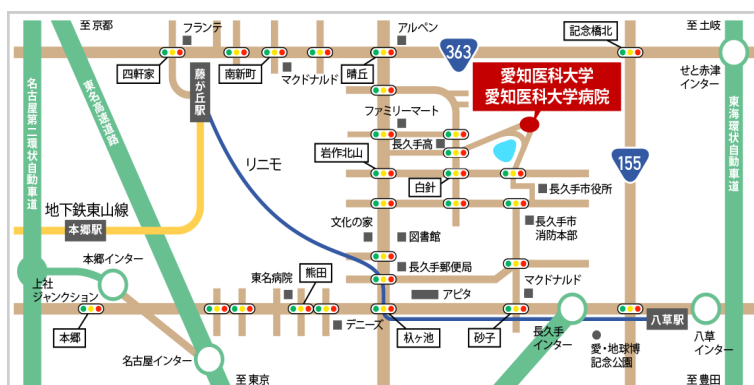 至京都
フランテ
アルペン
363
記念橋北
至土岐
四軒家
南新町
マクドナルド
晴丘
せと赤津
インター
名古屋第二環状自動車道
東名高速道路
藤が丘駅
愛知医科大学
愛知医科大学病院
東海環状自動車道
ファミリーマート
長久手高
岩作北山
155
リニモ
白針
長久手市役所
地下鉄東山線
本郷駅
文化の家
図書館
長久手市
消防本部
本郷インター
上社
ジャンクション
東名病院
熊田
長久手郵便局
アピタ
マクドナルド
本郷
デニーズ
杁ヶ池
砂子
長久手
インター
八草駅
八草
インター
名古屋インター
愛・地球博
記念公園
至東京
至豊田